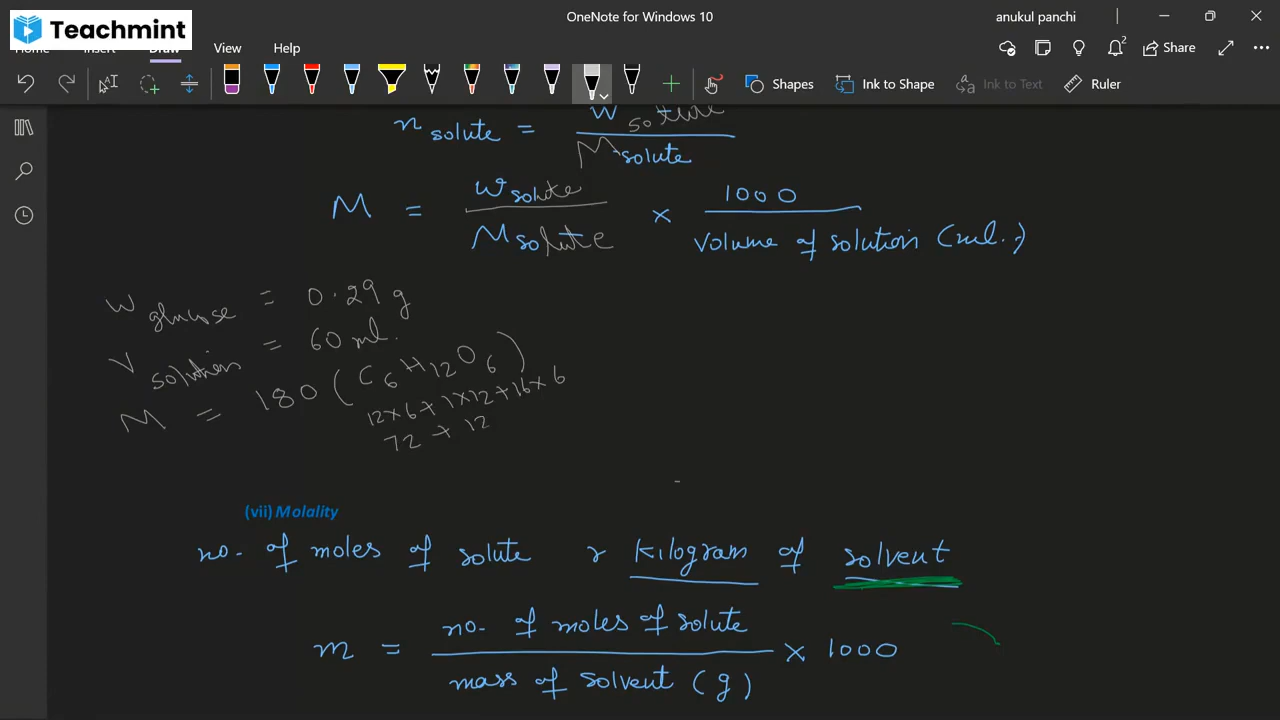 OneNote for Windows 10
anukul panchi
Teachmint
Home Insert Draw View Help
2
Share
Shapes
Ink to Shape
Ink to Text
Ruler
n solute = w solute
M solute
M = w solute × 1000
M solute volume of solution (ml.)
w glucose = 0.29 g
V solution = 60 ml.
M = 180 (C6H12O6)
12×6+1×12+16×6
72 + 12
(vii) Molality
no. of moles of solute r kilogram of solvent
m = no. of moles of solute × 1000
mass of solvent (g)